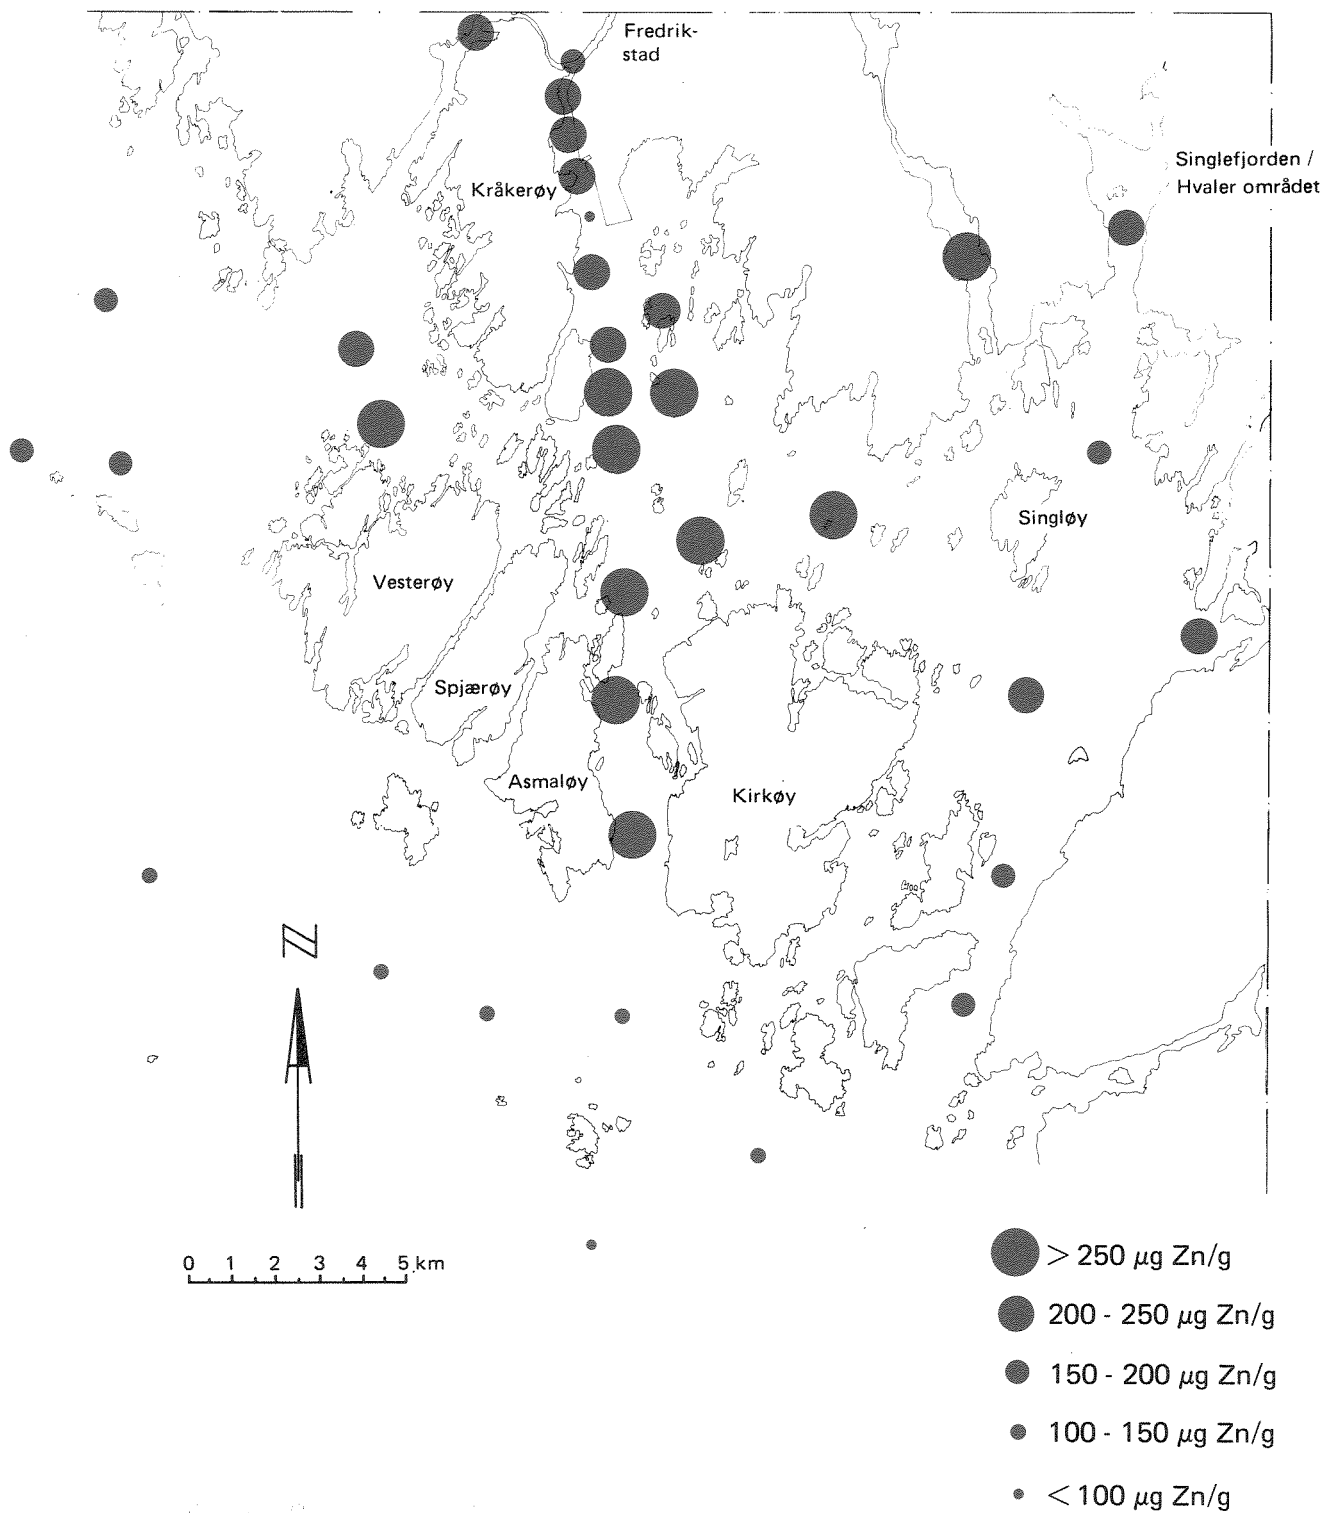 Fredrik-
stad
Singlefjorden /
Hvaler området
Kråkerøy
Singløy
Vesterøy
Spjærøy
Asmaløy
Kirkøy
N
0 1 2 3 4 5 km
> 250 µg Zn/g
200 - 250 µg Zn/g
150 - 200 µg Zn/g
100 - 150 µg Zn/g
< 100 µg Zn/g